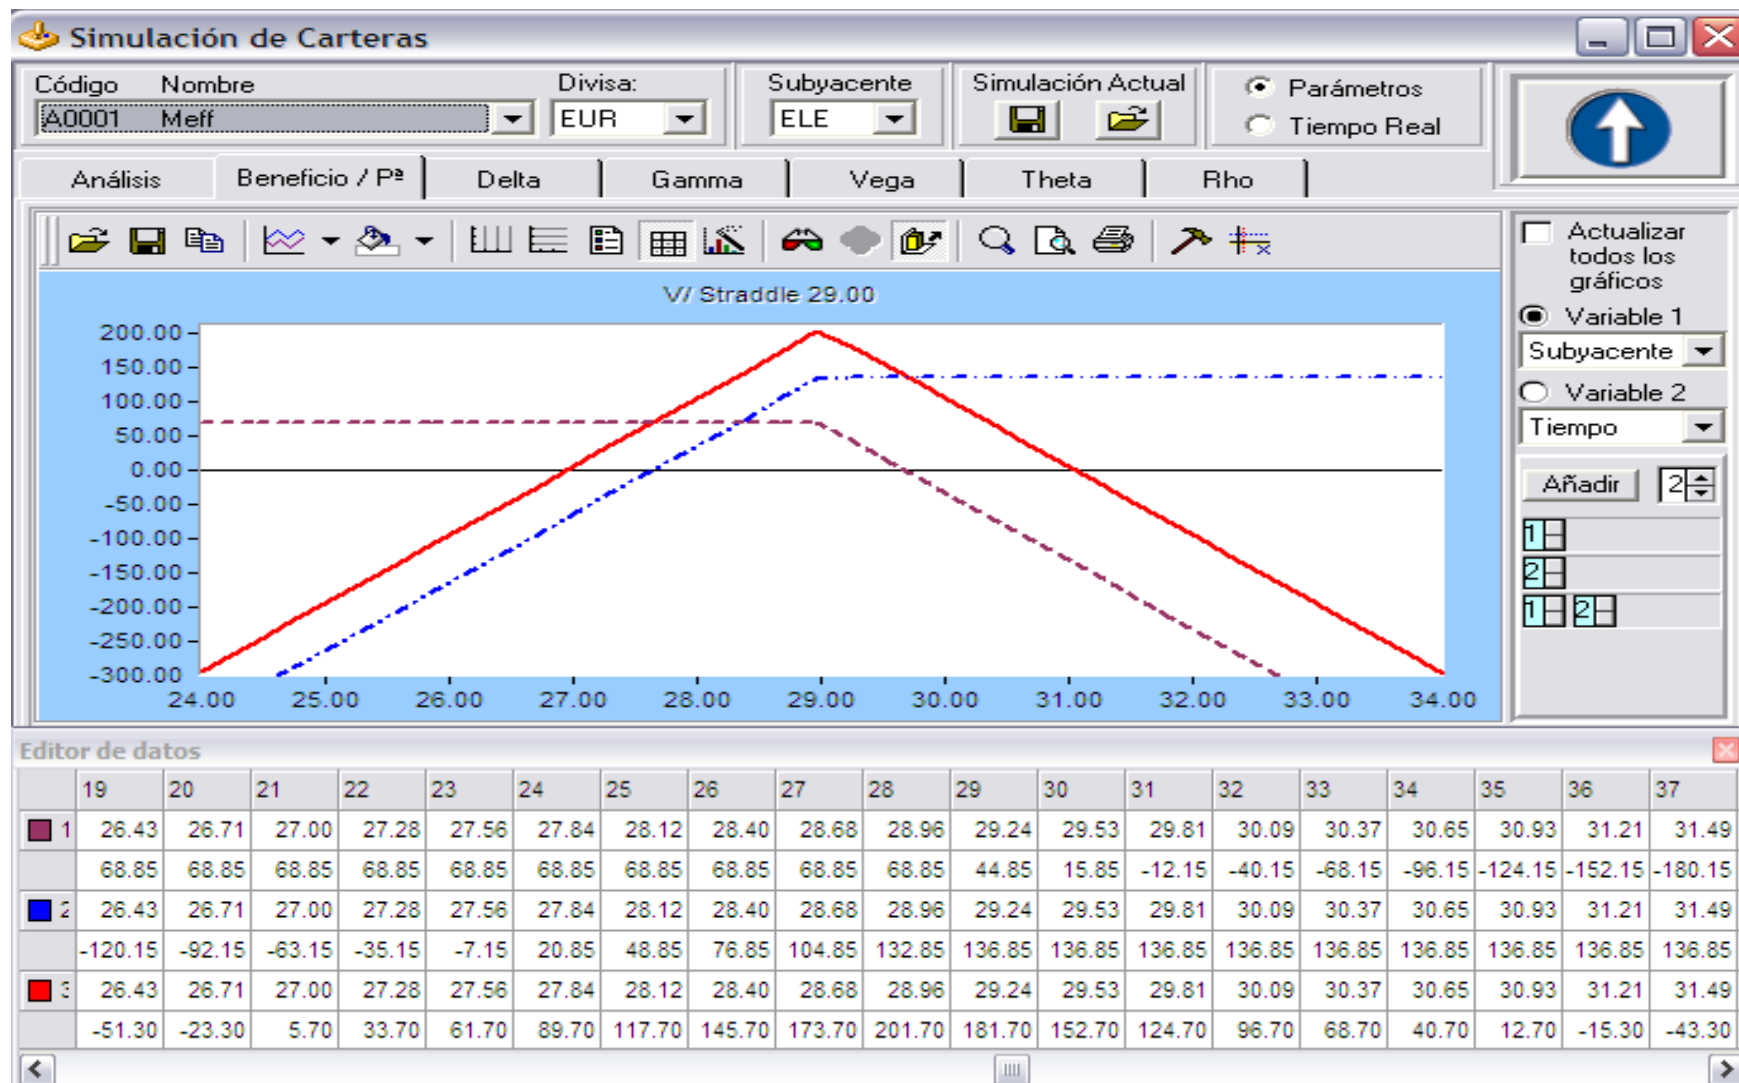 Simulación de Carteras
Código Nombre Divisa: Subyacente Simulación Actual Parámetros
A0001 Meff EUR ELE Tiempo Real
Análisis Beneficio / Pª Delta Gamma Vega Theta Rho
Actualizar
todos los
gráficos
Variable 1
Subyacente
Variable 2
Tiempo
Añadir 2
1
2
1 2
V/ Straddle 29.00
200.00
150.00
100.00
50.00
0.00
-50.00
-100.00
-150.00
-200.00
-250.00
-300.00
24.00 25.00 26.00 27.00 28.00 29.00 30.00 31.00 32.00 33.00 34.00
Editor de datos
19 20 21 22 23 24 25 26 27 28 29 30 31 32 33 34 35 36 37
1 26.43 26.71 27.00 27.28 27.56 27.84 28.12 28.40 28.68 28.96 29.24 29.53 29.81 30.09 30.37 30.65 30.93 31.21 31.49
68.85 68.85 68.85 68.85 68.85 68.85 68.85 68.85 68.85 68.85 44.85 15.85 -12.15 -40.15 -68.15 -96.15 -124.15 -152.15 -180.15
2 26.43 26.71 27.00 27.28 27.56 27.84 28.12 28.40 28.68 28.96 29.24 29.53 29.81 30.09 30.37 30.65 30.93 31.21 31.49
-120.15 -92.15 -63.15 -35.15 -7.15 20.85 48.85 76.85 104.85 132.85 136.85 136.85 136.85 136.85 136.85 136.85 136.85 136.85 136.85
3 26.43 26.71 27.00 27.28 27.56 27.84 28.12 28.40 28.68 28.96 29.24 29.53 29.81 30.09 30.37 30.65 30.93 31.21 31.49
-51.30 -23.30 5.70 33.70 61.70 89.70 117.70 145.70 173.70 201.70 181.70 152.70 124.70 96.70 68.70 40.70 12.70 -15.30 -43.30